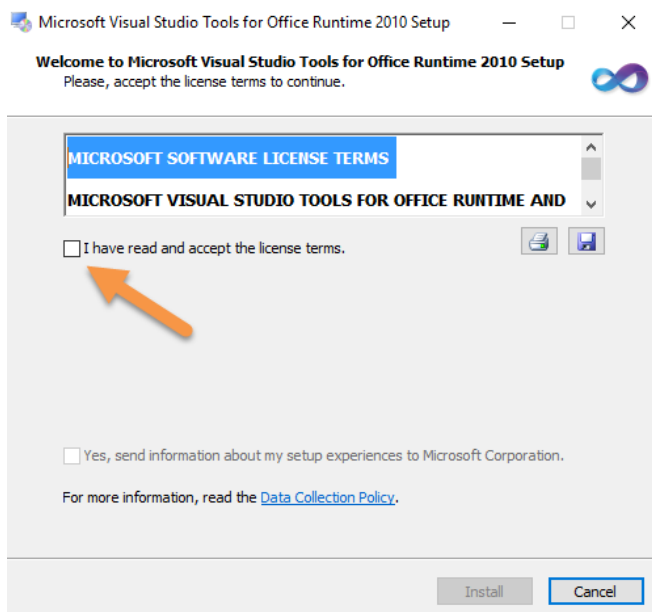 Microsoft Visual Studio Tools for Office Runtime 2010 Setup
Welcome to Microsoft Visual Studio Tools for Office Runtime 2010 Setup
Please, accept the license terms to continue.
MICROSOFT SOFTWARE LICENSE TERMS
MICROSOFT VISUAL STUDIO TOOLS FOR OFFICE RUNTIME AND
I have read and accept the license terms.
Yes, send information about my setup experiences to Microsoft Corporation.
For more information, read the Data Collection Policy.
Install Cancel